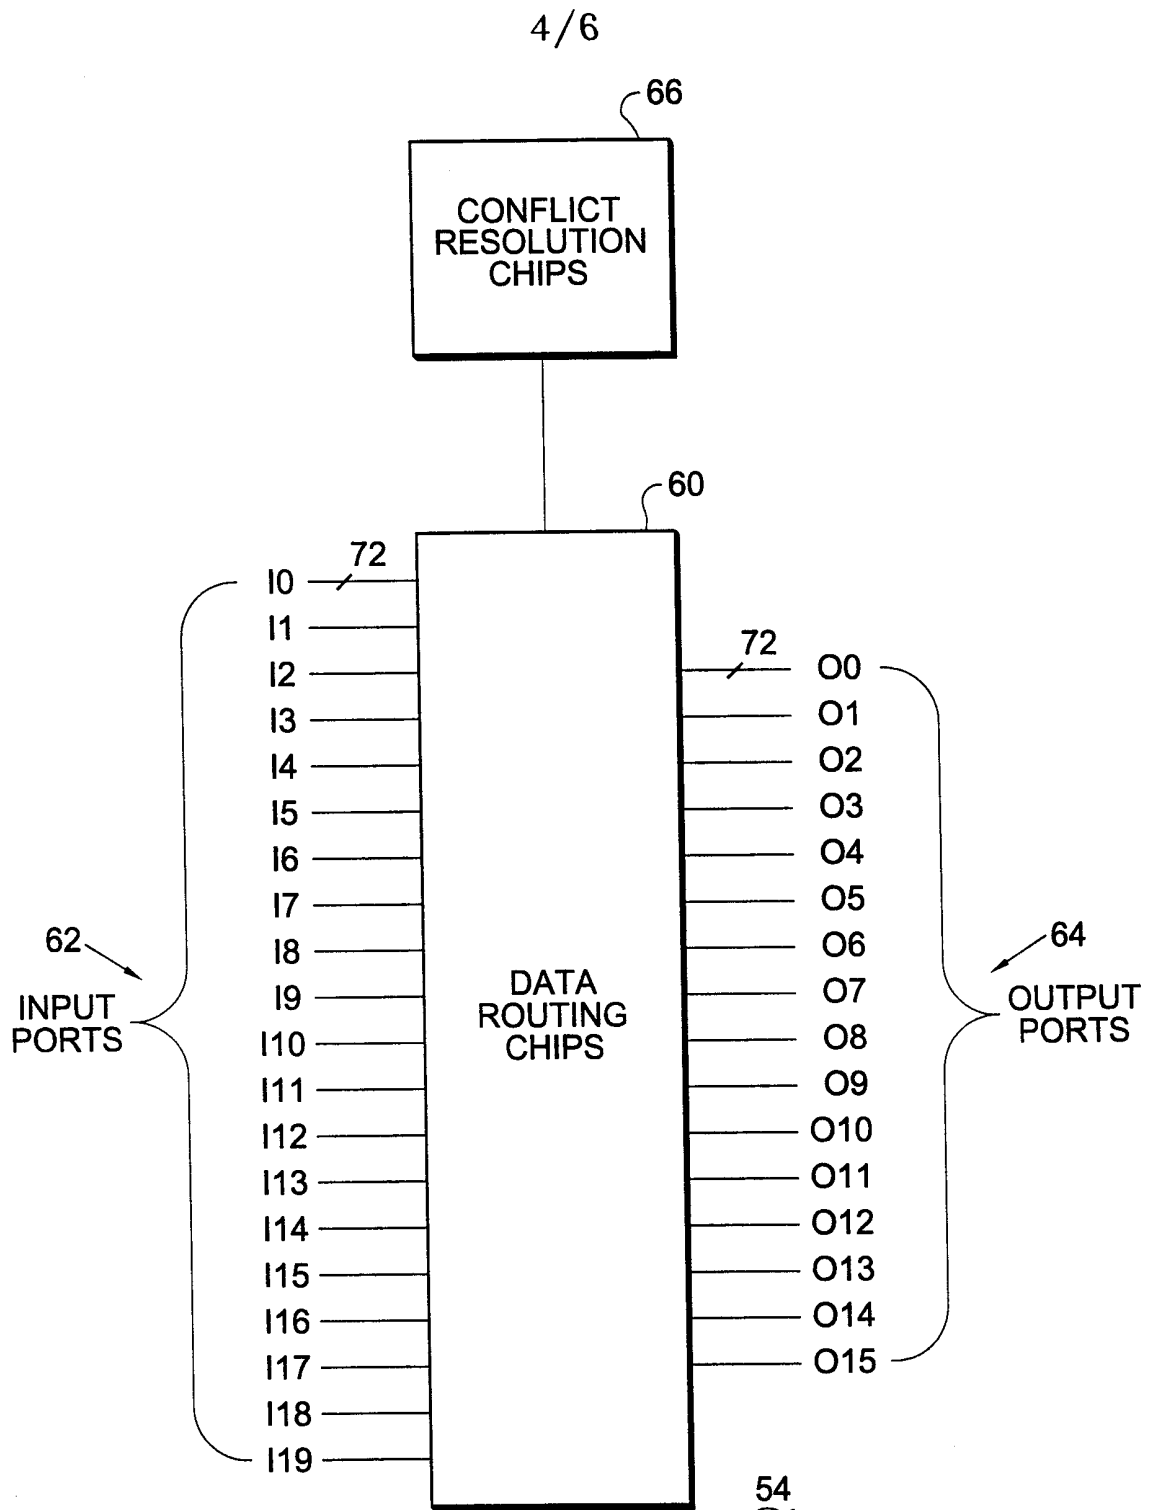 4/6
66
CONFLICT
RESOLUTION
CHIPS
60
72
I0
I1
I2
I3
I4
I5
I6
I7
I8
I9
I10
I11
I12
I13
I14
I15
I16
I17
I18
I19
62
INPUT
PORTS
DATA
ROUTING
CHIPS
72
O0
O1
O2
O3
O4
O5
O6
O7
O8
O9
O10
O11
O12
O13
O14
O15
64
OUTPUT
PORTS
54